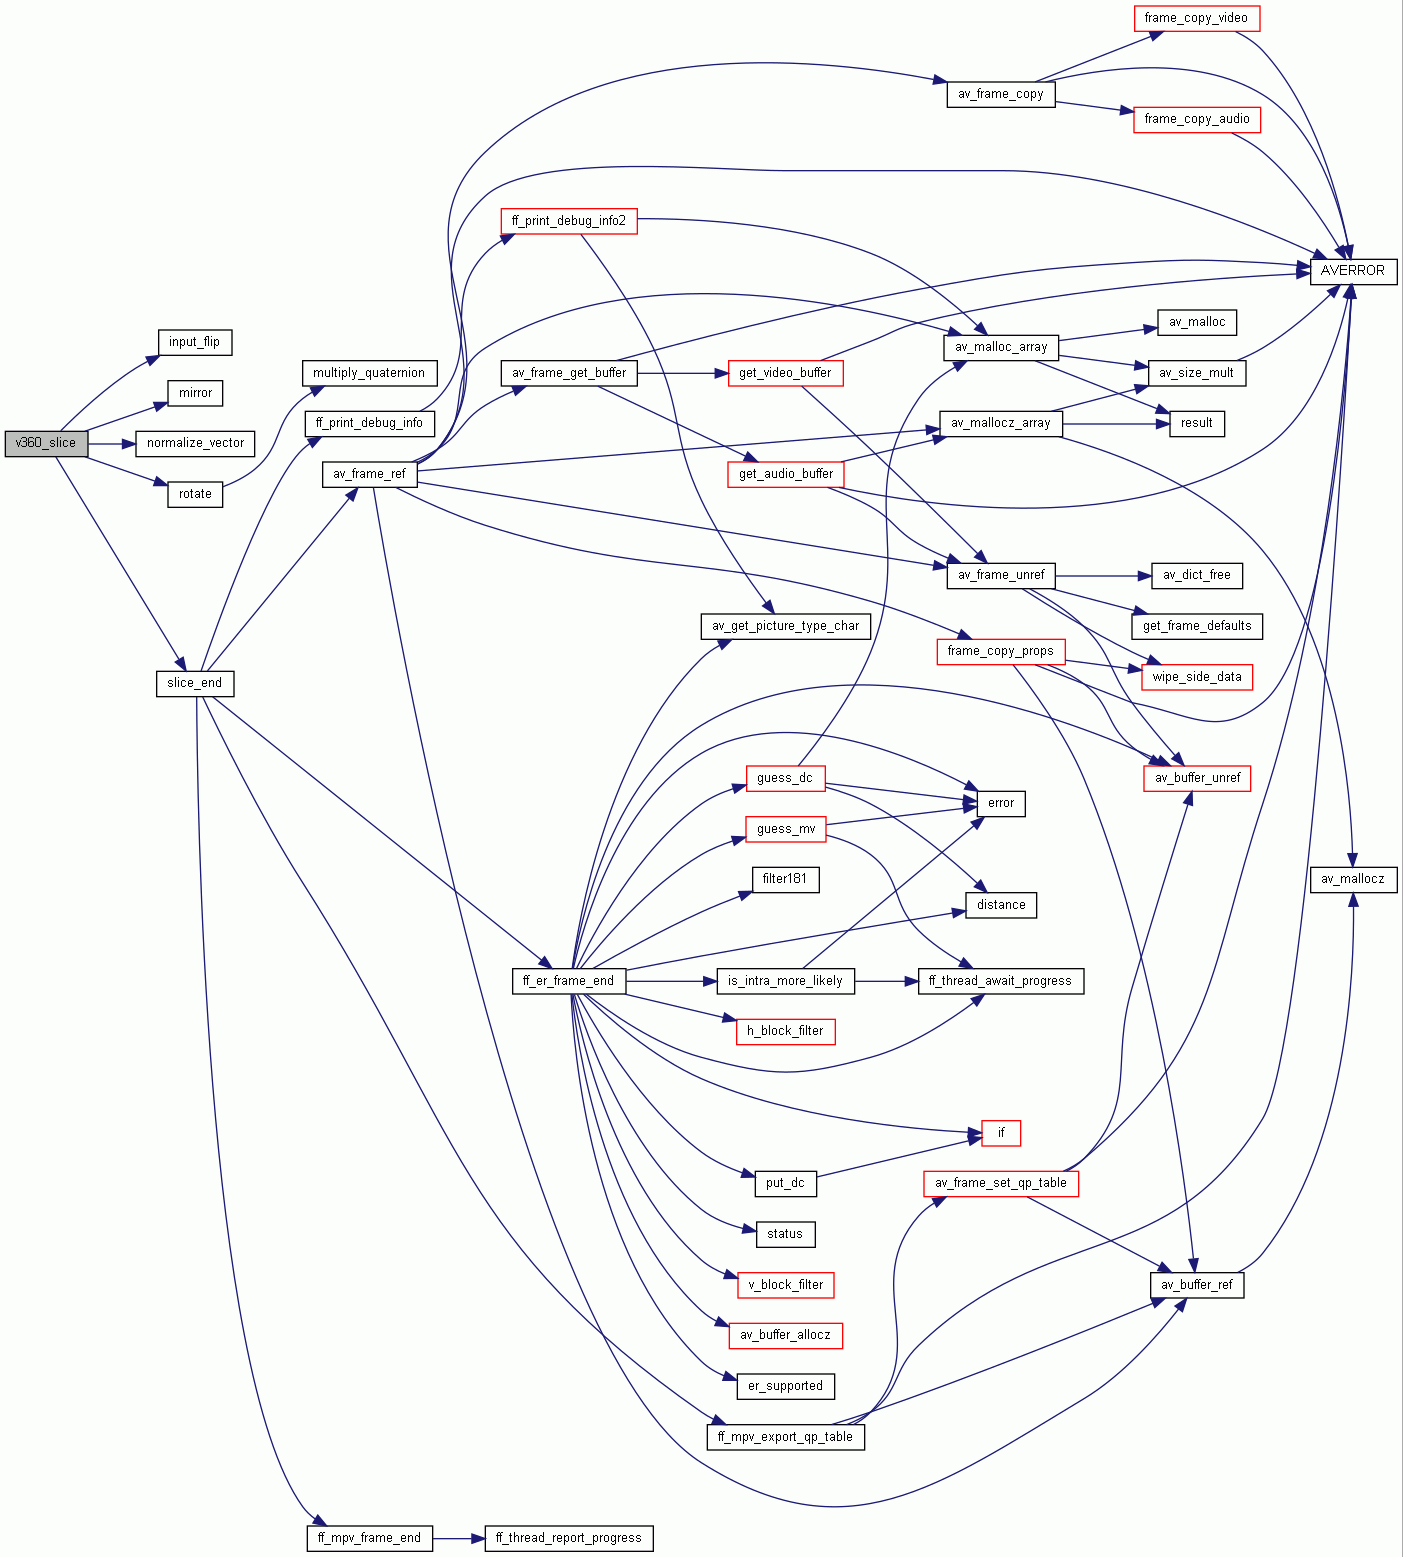 frame_copy_video
av_frame_copy
frame_copy_audio
ff_print_debug_info2
AVERROR
av_malloc
input_flip
av_malloc_array
multiply_quaternion
av_frame_get_buffer
get_video_buffer
av_size_mult
mirror
ff_print_debug_info
av_mallocz_array
result
v360_slice
normalize_vector
av_frame_ref
get_audio_buffer
rotate
av_frame_unref
av_dict_free
av_get_picture_type_char
get_frame_defaults
frame_copy_props
wipe_side_data
slice_end
guess_dc
av_buffer_unref
error
guess_mv
filter181
av_mallocz
distance
ff_er_frame_end
is_intra_more_likely
ff_thread_await_progress
h_block_filter
if
put_dc
av_frame_set_qp_table
status
v_block_filter
av_buffer_ref
av_buffer_allocz
er_supported
ff_mpv_export_qp_table
ff_mpv_frame_end
ff_thread_report_progress